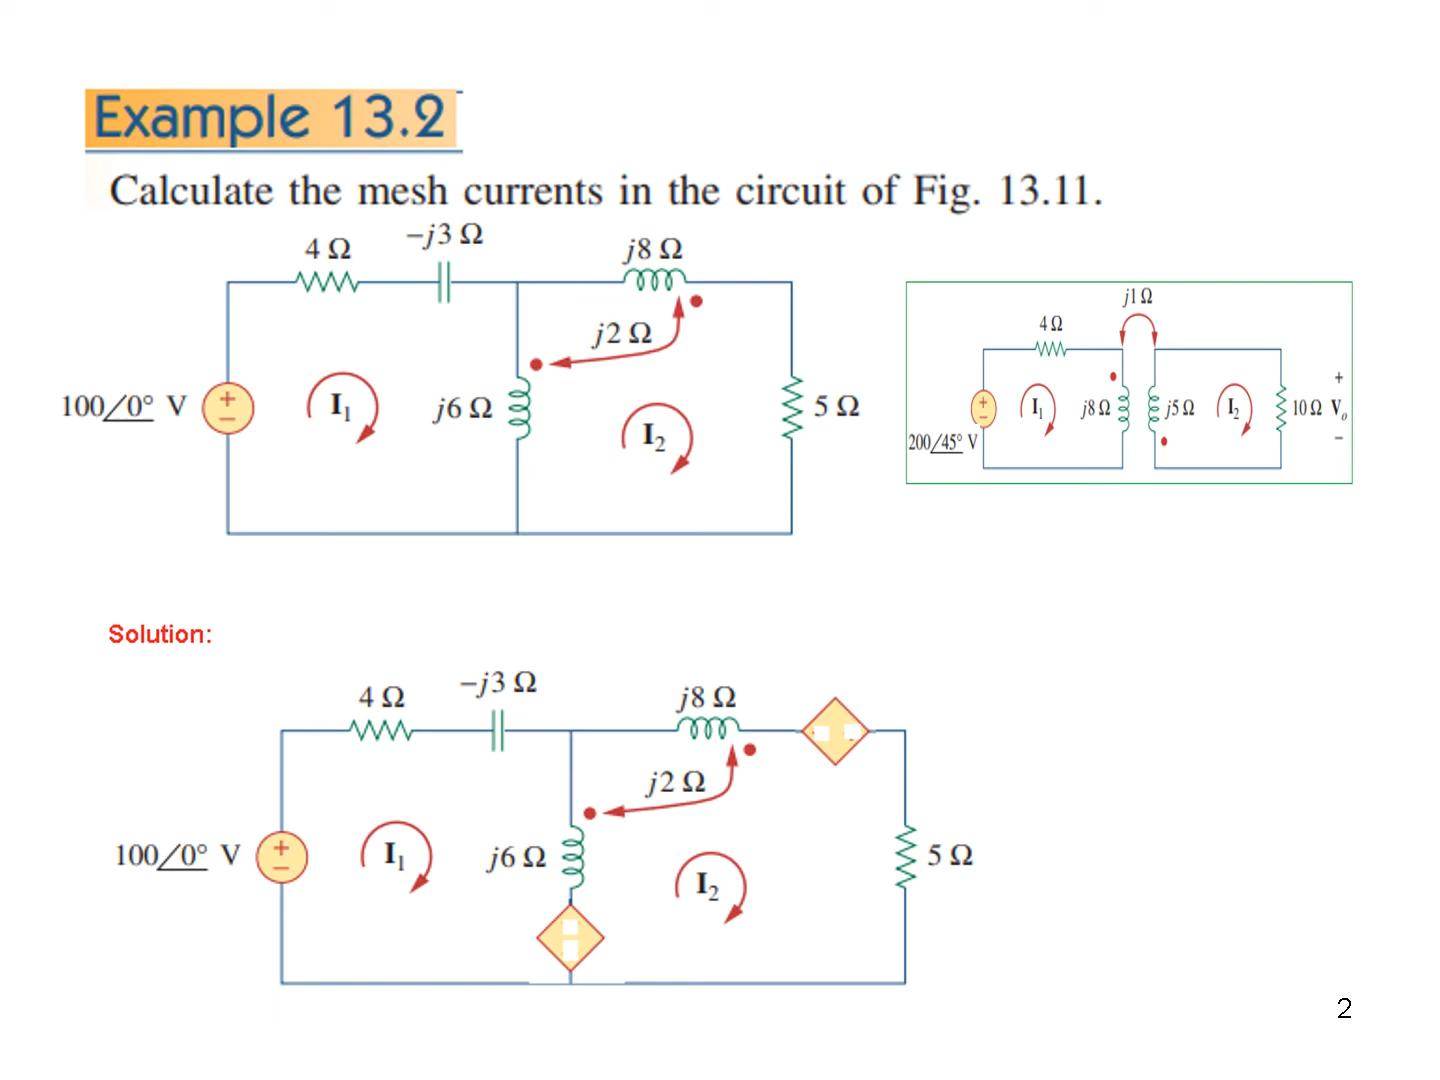 Example 13.2
Calculate the mesh currents in the circuit of Fig. 13.11.
4 Ω
−j3 Ω
j8 Ω
j2 Ω
100/0° V
+
−
I1
j6 Ω
I2
5 Ω
j1 Ω
4 Ω
+
−
200/45° V
I1
j8 Ω
j5 Ω
I2
10 Ω
+
Vo
−
Solution:
4 Ω
−j3 Ω
j8 Ω
j2 Ω
100/0° V
+
−
I1
j6 Ω
I2
5 Ω
2